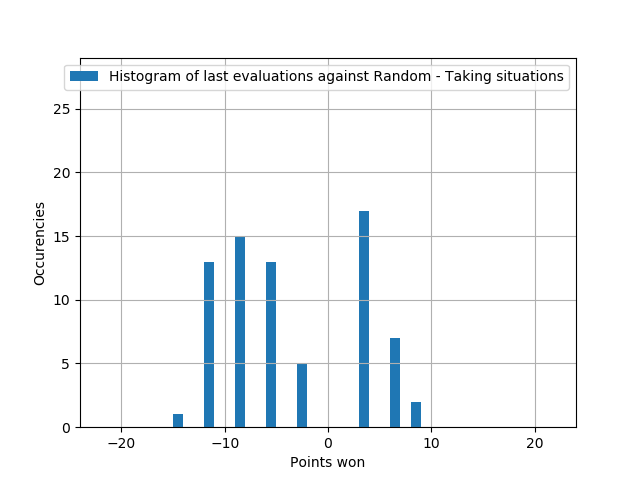 Histogram of last evaluations against Random - Taking situations
25
20
15
10
5
0
Occurencies
−20 −10 0 10 20
Points won